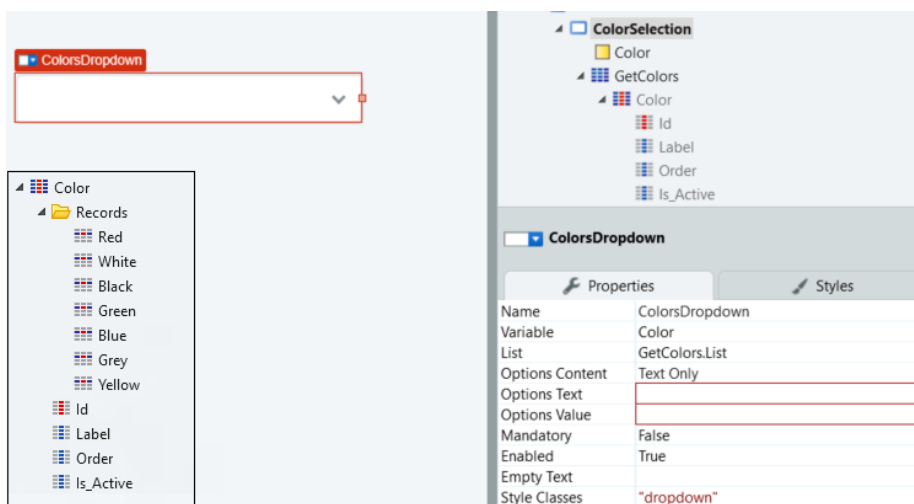 ColorsDropdown
Color
Records
Red
White
Black
Green
Blue
Grey
Yellow
Id
Label
Order
Is_Active
ColorSelection
Color
GetColors
Color
Id
Label
Order
Is_Active
ColorsDropdown
Properties Styles
Name ColorsDropdown
Variable Color
List GetColors.List
Options Content Text Only
Options Text
Options Value
Mandatory False
Enabled True
Empty Text
Style Classes "dropdown"